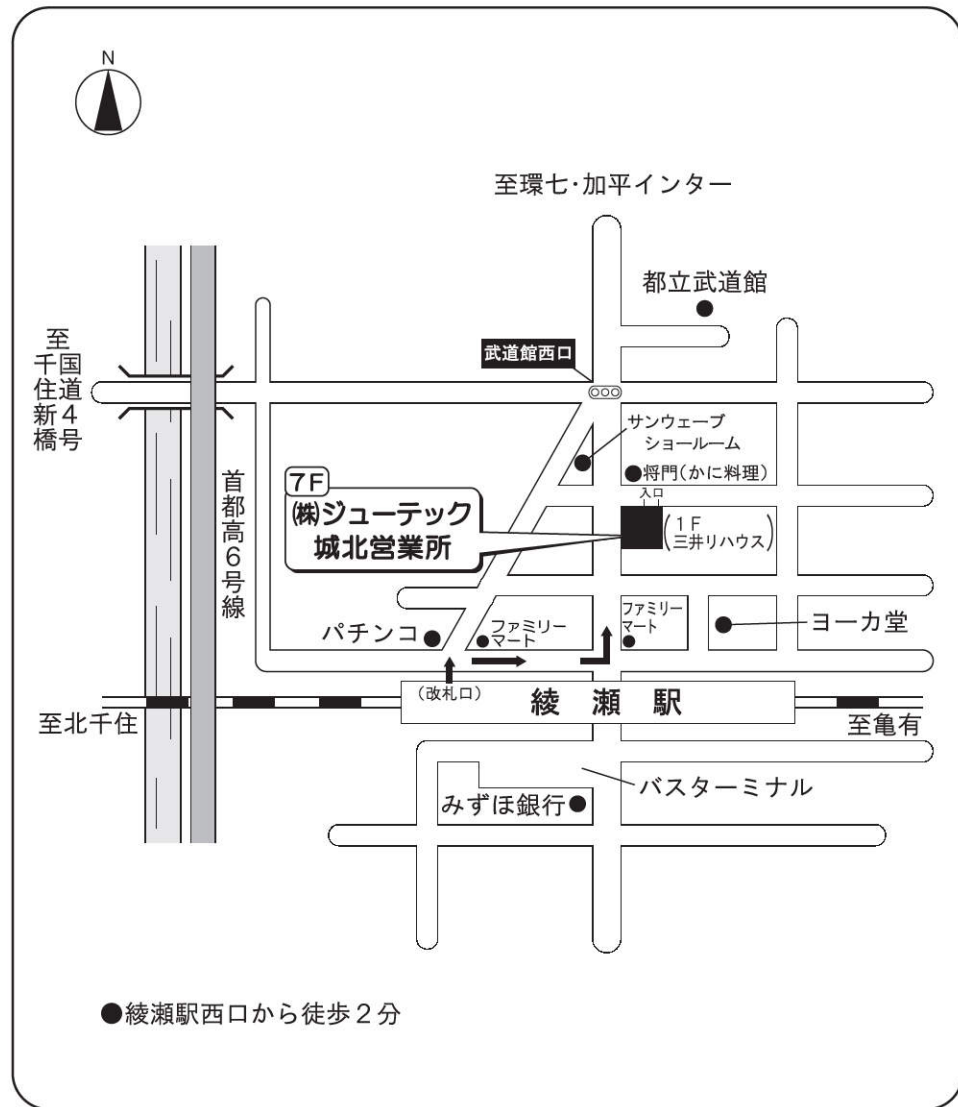 N
至環七・加平インター
都立武道館
武道館西口
至千住新橋
国道4号
サンウェーブ
ショールーム
将門(かに料理)
入口
7F
㈱ジューテック
城北営業所
(1F
三井リハウス)
首都高6号線
パチンコ
ファミリー
マート
ファミリー
マート
ヨーカ堂
(改札口)
綾瀬駅
至北千住
至亀有
バスターミナル
みずほ銀行
●綾瀬駅西口から徒歩2分